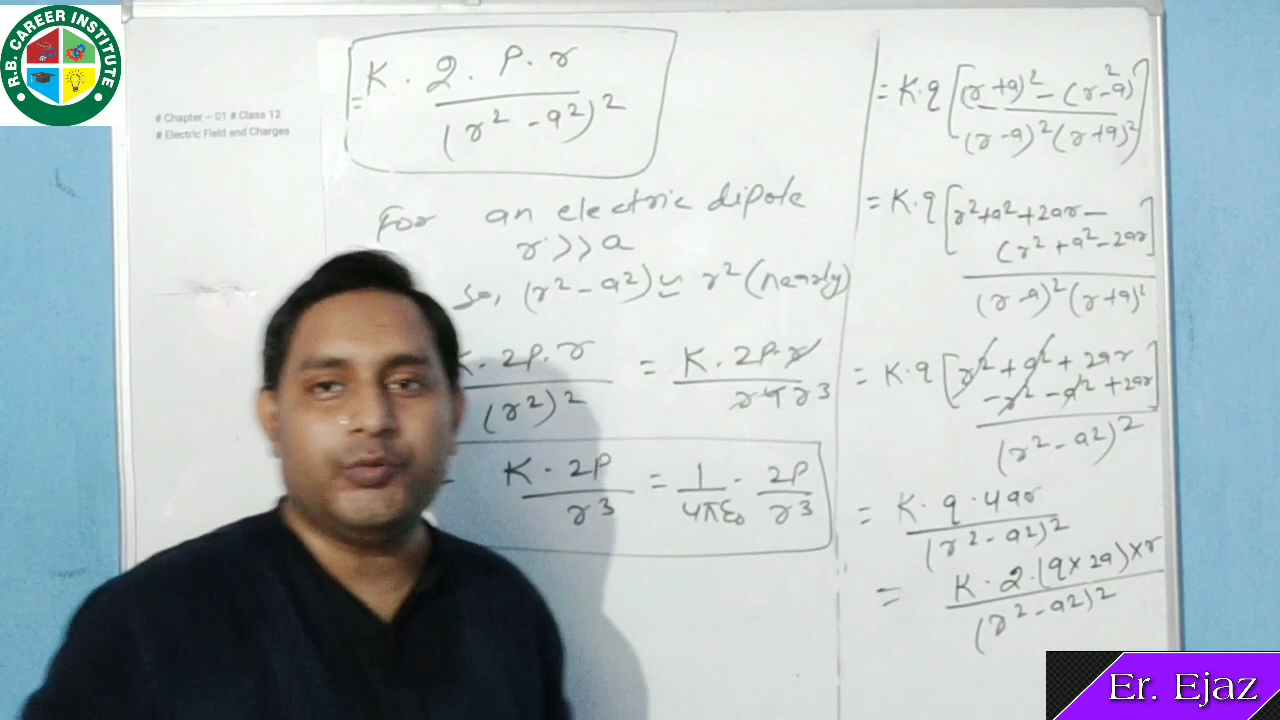 R.B. CAREER INSTITUTE
# Chapter – 01 # Class 12
# Electric Field and Charges
= K . 2 . P . r / (r² - a²)²
For an electric dipole
r >> a
So, (r² - a²) ≃ r² (nearly)
K . 2P . r / (r²)² = K . 2P . r / r⁴ r³
= K . 2P / r³ = 1 / 4πε₀ . 2P / r³
= K . q [(r + a)² - (r - a)² / (r - a)² (r + a)²]
= K . q [r² + a² + 2ar - (r² + a² - 2ar] / (r - a)² (r + a)²
= K . q [r² + a² + 2ar - r² - a² + 2ar] / (r² - a²)²
= K . q . 4ar / (r² - a²)²
= K . 2 . (q × 2a) × r / (r² - a²)²
Er. Ejaz